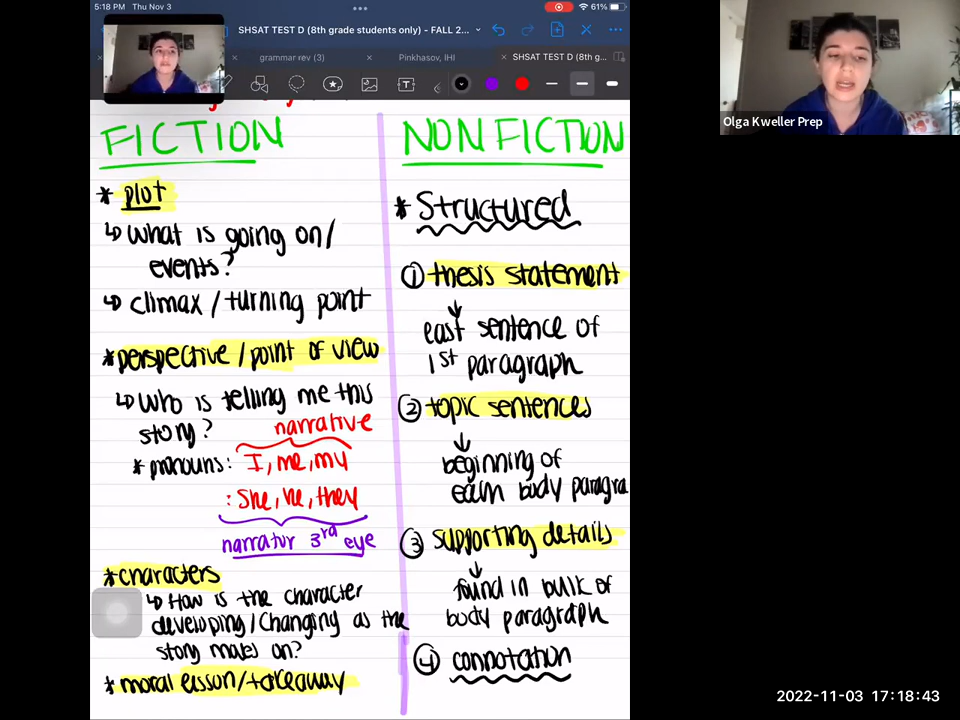 5:18 PM Thu Nov 3
61%
SHSAT TEST D (8th grade students only) - FALL 2...
grammar rev (3)
Pinkhasov, IHI
SHSAT TEST D (8th g...
FICTION
* plot
↳ What is going on/
events?
↳ climax / turning point
* perspective / point of view
↳ Who is telling me this
story?
narrative
* pronouns: I, me, my
: She, he, they
narrator 3rd eye
* characters
↳ How is the character
developing/Changing as the
story moves on?
* moral lesson/takeaway
NONFICTION
* Structured
① thesis statement
↓
east sentence of
1st paragraph
② topic sentences
↓
beginning of
each body paragra
③ supporting details
↓
found in bulk of
body paragraph
④ connotation
Olga Kweller Prep
2022-11-03 17:18:43